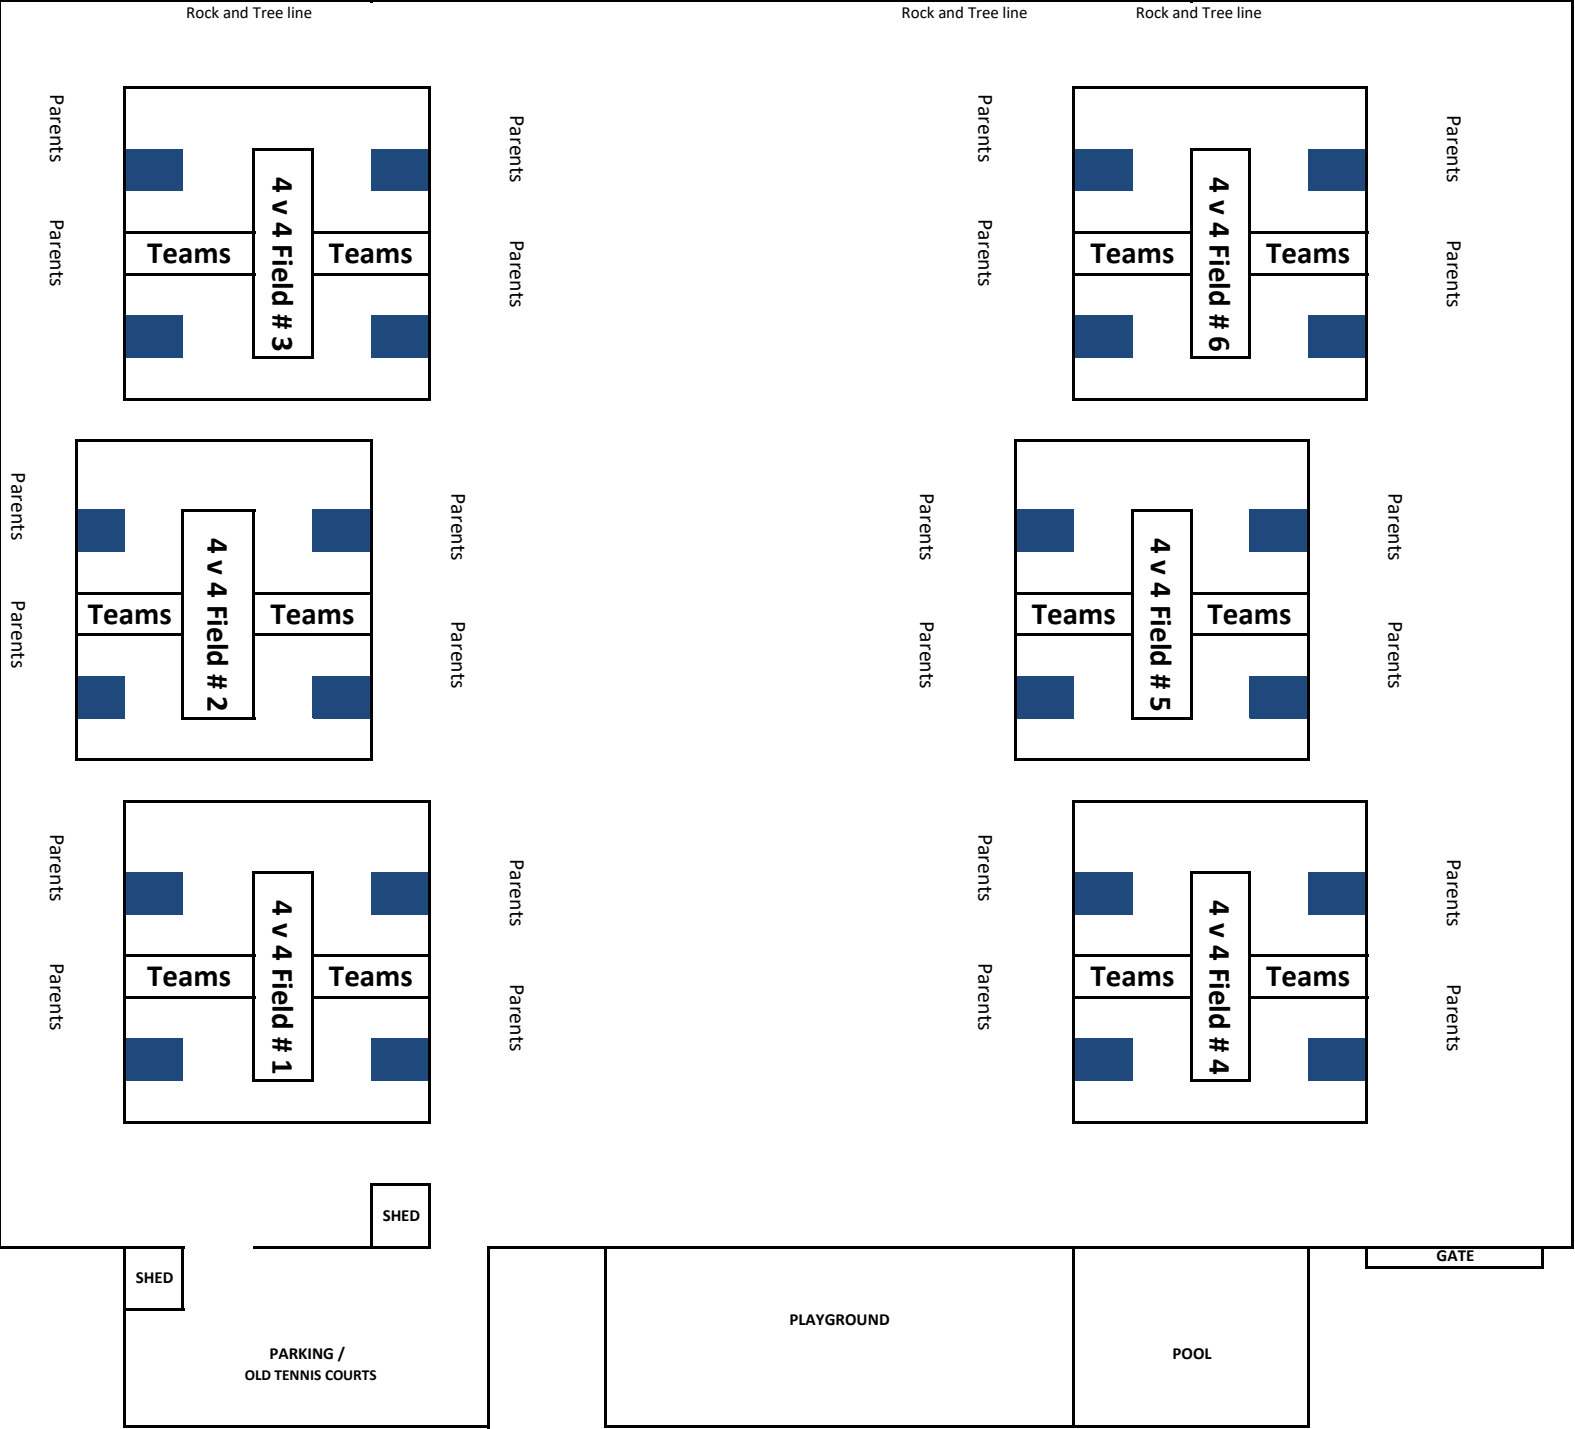 Rock and Tree line
Rock and Tree line
Rock and Tree line
Parents
Parents
Parents
Parents
4 v 4 Field # 3
Teams
Teams
Parents
Parents
Parents
Parents
4 v 4 Field # 6
Teams
Teams
Parents
Parents
Parents
Parents
4 v 4 Field # 2
Teams
Teams
Parents
Parents
Parents
Parents
4 v 4 Field # 5
Teams
Teams
Parents
Parents
Parents
Parents
4 v 4 Field # 1
Teams
Teams
Parents
Parents
Parents
Parents
4 v 4 Field # 4
Teams
Teams
SHED
SHED
GATE
PLAYGROUND
PARKING /
OLD TENNIS COURTS
POOL